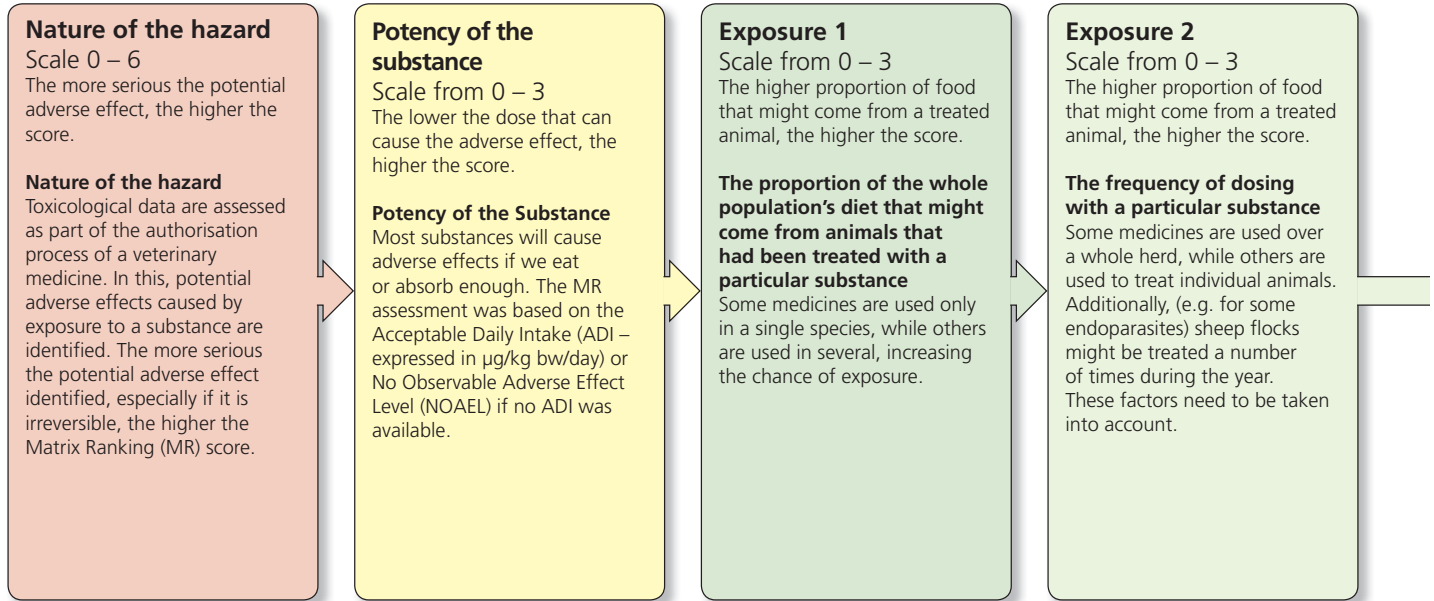 Nature of the hazard
Scale 0 – 6
The more serious the potential
adverse effect, the higher the
score.
Nature of the hazard
Toxicological data are assessed
as part of the authorisation
process of a veterinary
medicine. In this, potential
adverse effects caused by
exposure to a substance are
identified. The more serious
the potential adverse effect
identified, especially if it is
irreversible, the higher the
Matrix Ranking (MR) score.
Potency of the
substance
Scale from 0 – 3
The lower the dose that can
cause the adverse effect, the
higher the score.
Potency of the Substance
Most substances will cause
adverse effects if we eat
or absorb enough. The MR
assessment was based on the
Acceptable Daily Intake (ADI –
expressed in µg/kg bw/day) or
No Observable Adverse Effect
Level (NOAEL) if no ADI was
available.
Exposure 1
Scale from 0 – 3
The higher proportion of food
that might come from a treated
animal, the higher the score.
The proportion of the whole
population’s diet that might
come from animals that
had been treated with a
particular substance
Some medicines are used only
in a single species, while others
are used in several, increasing
the chance of exposure.
Exposure 2
Scale from 0 – 3
The higher proportion of food
that might come from a treated
animal, the higher the score.
The frequency of dosing
with a particular substance
Some medicines are used over
a whole herd, while others are
used to treat individual animals.
Additionally, (e.g. for some
endoparasites) sheep flocks
might be treated a number
of times during the year.
These factors need to be taken
into account.